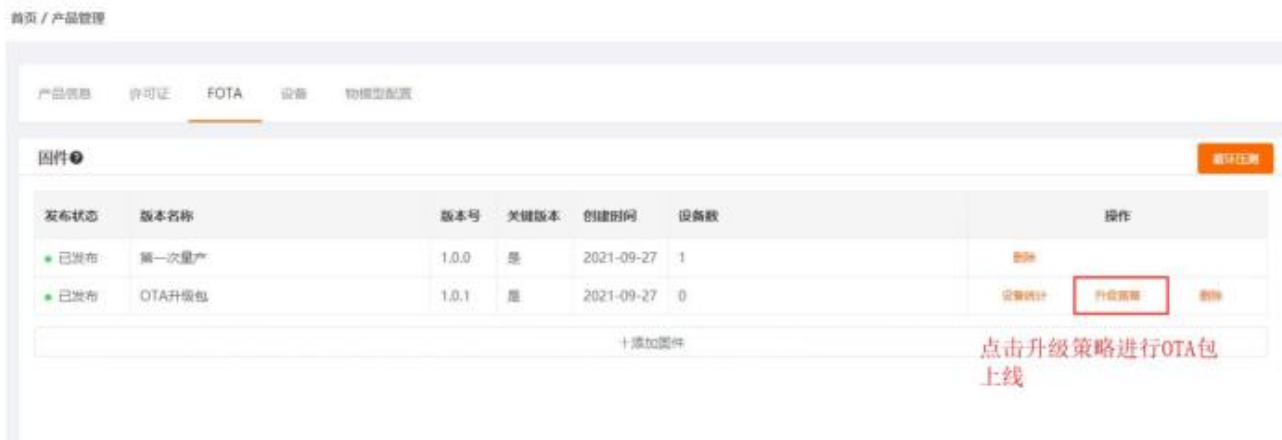 首页 / 产品管理
产品信息 许可证 FOTA 设备 物模型配置
固件
循环压测
发布状态 版本名称 版本号 关键版本 创建时间 设备数 操作
已发布 第一次量产 1.0.0 是 2021-09-27 1 删除
已发布 OTA升级包 1.0.1 是 2021-09-27 0 设备统计 升级策略 删除
+添加固件
点击升级策略进行OTA包
上线